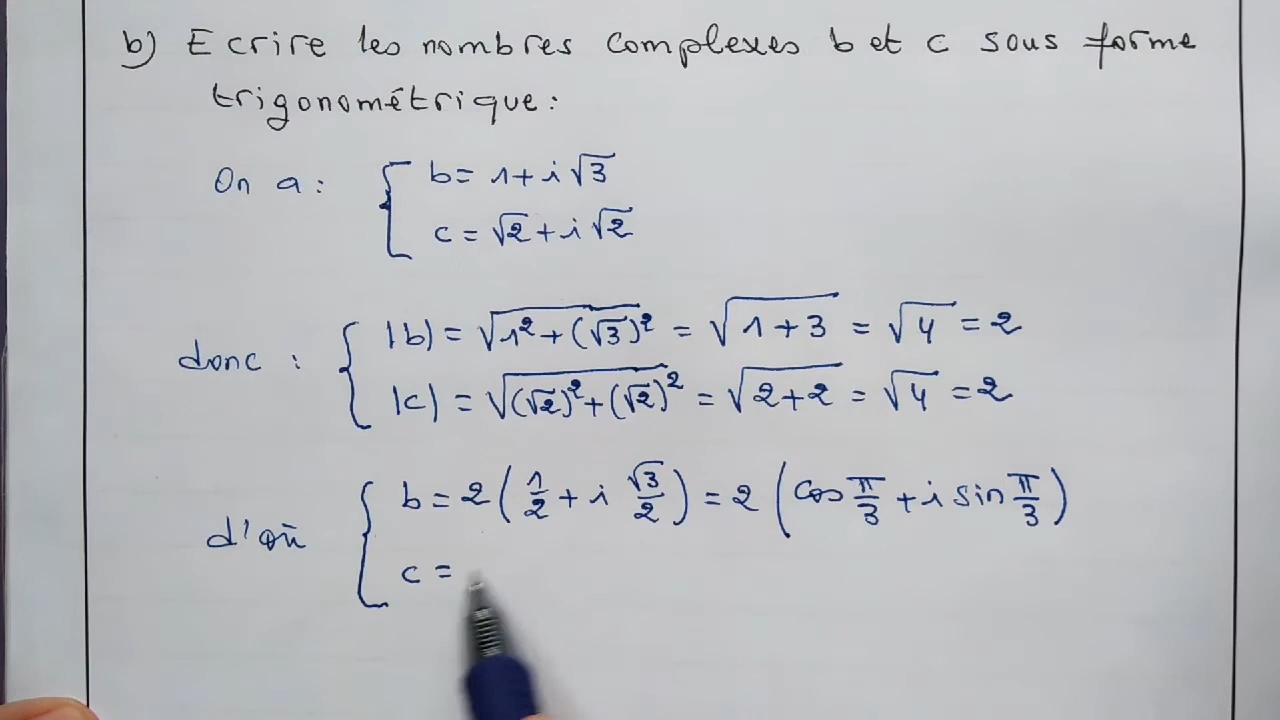 b) Ecrire les nombres complexes b et c sous forme
trigonométrique :
On a : { b = 1 + i√3
c = √2 + i√2
donc : { |b| = √(1² + (√3)²) = √(1 + 3) = √4 = 2
|c| = √((√2)² + (√2)²) = √(2 + 2) = √4 = 2
d'où { b = 2 (1/2 + i √3/2) = 2 (cos π/3 + i sin π/3)
c =